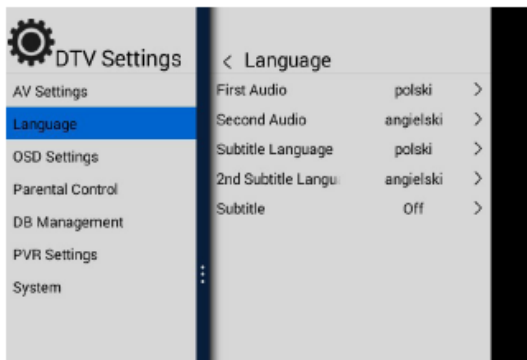 DTV Settings
AV Settings
Language
OSD Settings
Parental Control
DB Management
PVR Settings
System
< Language
First Audio polski >
Second Audio angielski >
Subtitle Language polski >
2nd Subtitle Langu angielski >
Subtitle Off >